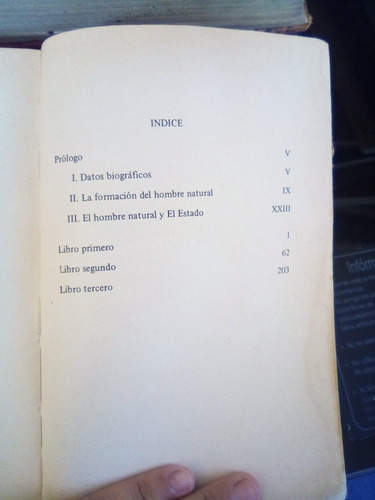 INDICE
Prólogo V
I. Datos biográficos V
II. La formación del hombre natural IX
III. El hombre natural y El Estado XXIII
Libro primero 1
Libro segundo 62
Libro tercero 203
Infórm